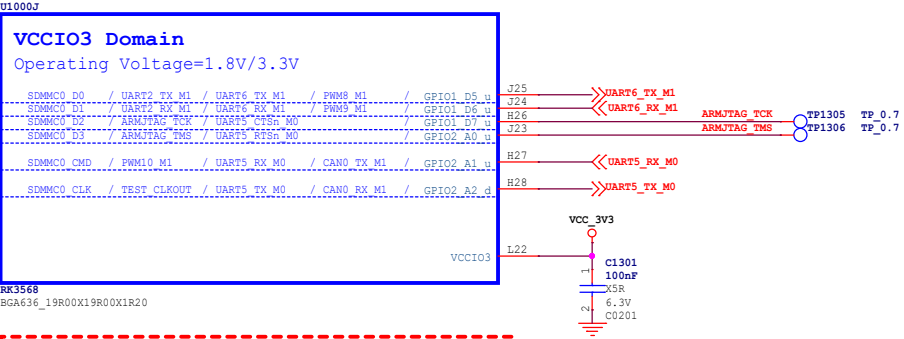 U1000J
VCCIO3 Domain
Operating Voltage=1.8V/3.3V
SDMMC0_D0 / UART2_TX_M1 / UART6_TX_M1 / PWM8_M1 / GPIO1_D5_u J25 UART6_TX_M1
SDMMC0_D1 / UART2_RX_M1 / UART6_RX_M1 / PWM9_M1 / GPIO1_D6_u J24 UART6_RX_M1
SDMMC0_D2 / ARMJTAG_TCK / UART5_CTSn_M0 / GPIO1_D7_u H26 ARMJTAG_TCK TP1305 TP_0.7
SDMMC0_D3 / ARMJTAG_TMS / UART5_RTSn_M0 / GPIO2_A0_u J23 ARMJTAG_TMS TP1306 TP_0.7
SDMMC0_CMD / PWM10_M1 / UART5_RX_M0 / CAN0_TX_M1 / GPIO2_A1_u H27 UART5_RX_M0
SDMMC0_CLK / TEST_CLKOUT / UART5_TX_M0 / CAN0_RX_M1 / GPIO2_A2_d H28 UART5_TX_M0
VCC_3V3
VCCIO3 L22
C1301
1 100nF
X5R
2 6.3V
C0201
RK3568
BGA636_19R00X19R00X1R20